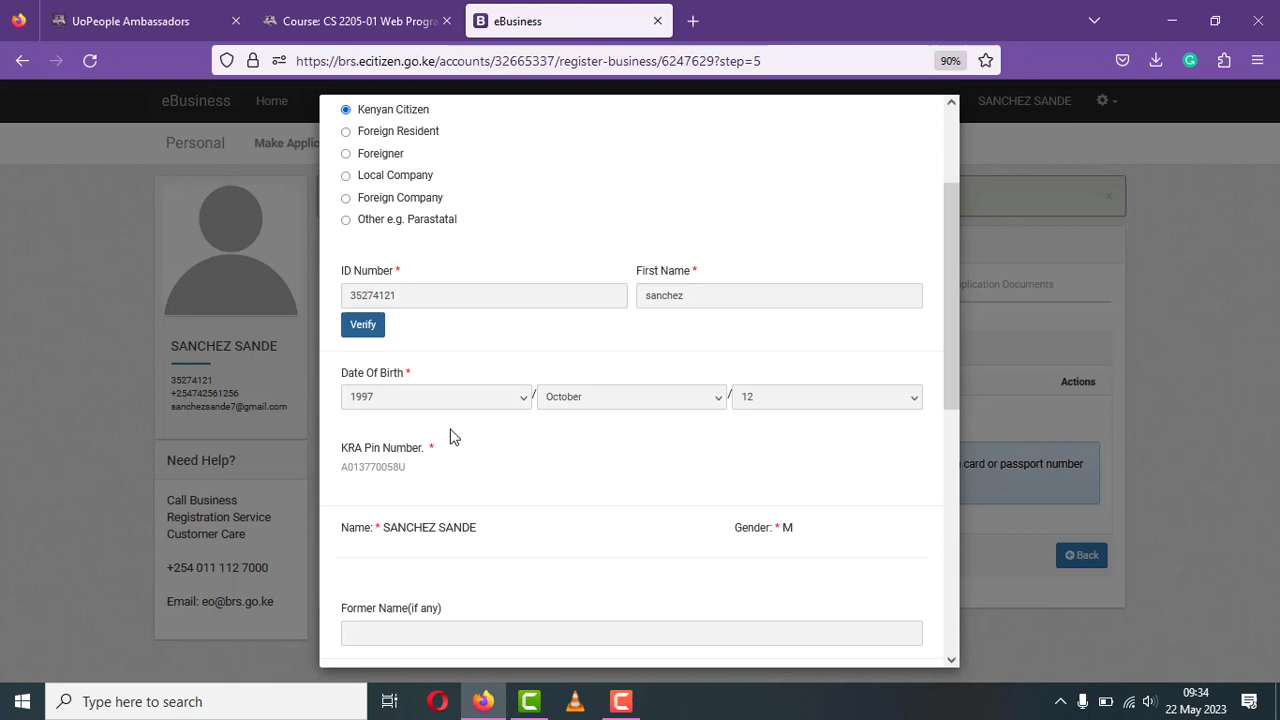 UoPeople Ambassadors
Course: CS 2205-01 Web Progra
eBusiness
https://brs.ecitizen.go.ke/accounts/32665337/register-business/6247629?step=5
90%
eBusiness
Home
SANCHEZ SANDE
Personal
Make Applic
Kenyan Citizen
Foreign Resident
Foreigner
Local Company
Foreign Company
Other e.g. Parastatal
ID Number *
First Name *
35274121
sanchez
Verify
Date Of Birth *
1997 / October / 12
KRA Pin Number. *
A013770058U
Name: * SANCHEZ SANDE
Gender: * M
Former Name(if any)
SANCHEZ SANDE
35274121
+254742561256
sanchezsande7@gmail.com
Need Help?
Call Business
Registration Service
Customer Care
+254 011 112 7000
Email: eo@brs.go.ke
plication Documents
Actions
card or passport number
Back
Type here to search
09:34
22 May 2023